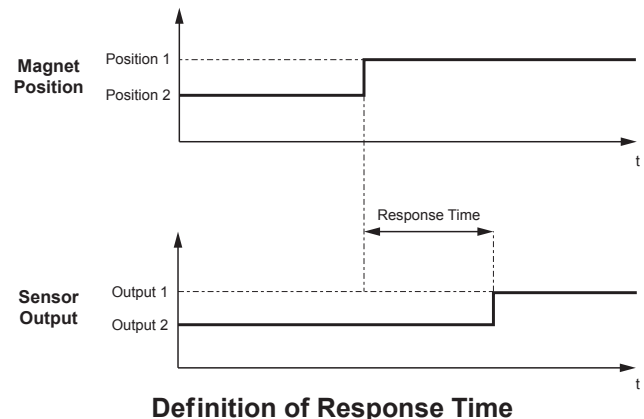 Magnet
Position
Position 1
Position 2
t
Response Time
Sensor
Output
Output 1
Output 2
t
Definition of Response Time